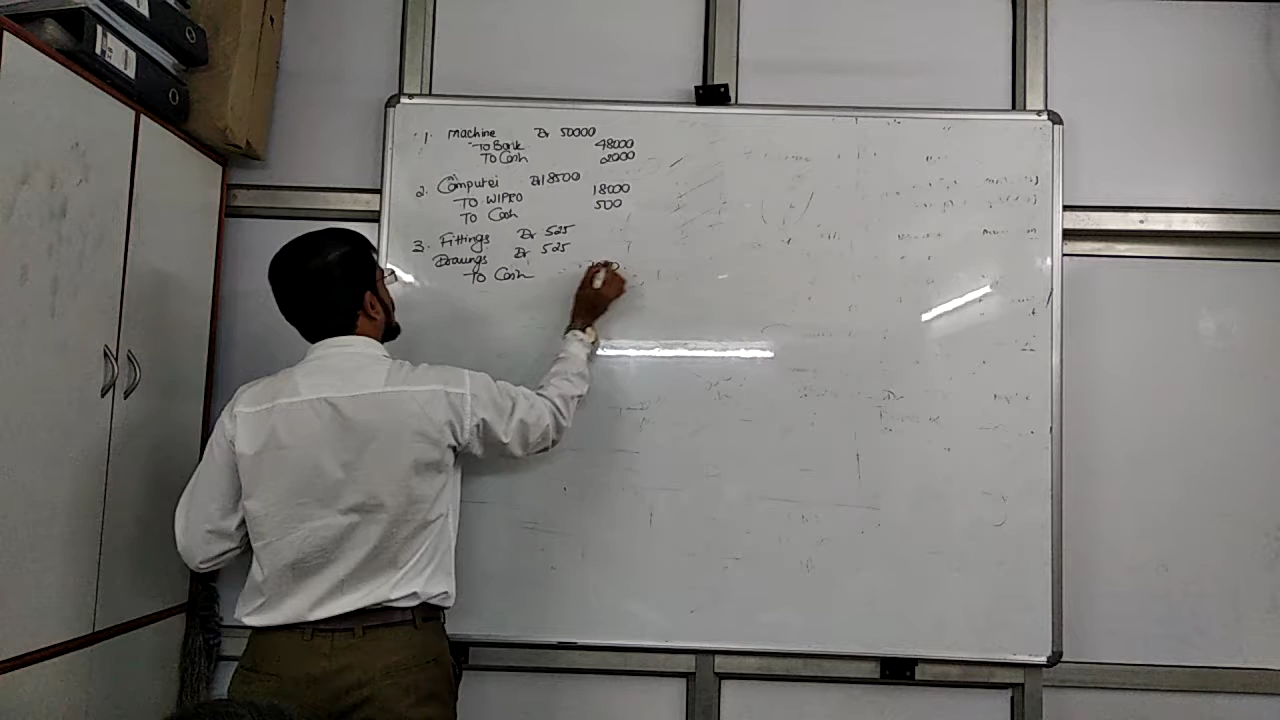 1. Machine Dr 50000
To Bank 48000
To Cash 2000
2. Computer Dr 18500
TO WIPRO 18000
TO Cash 500
3. Fittings Dr 525
Drawings Dr 525
To Cash